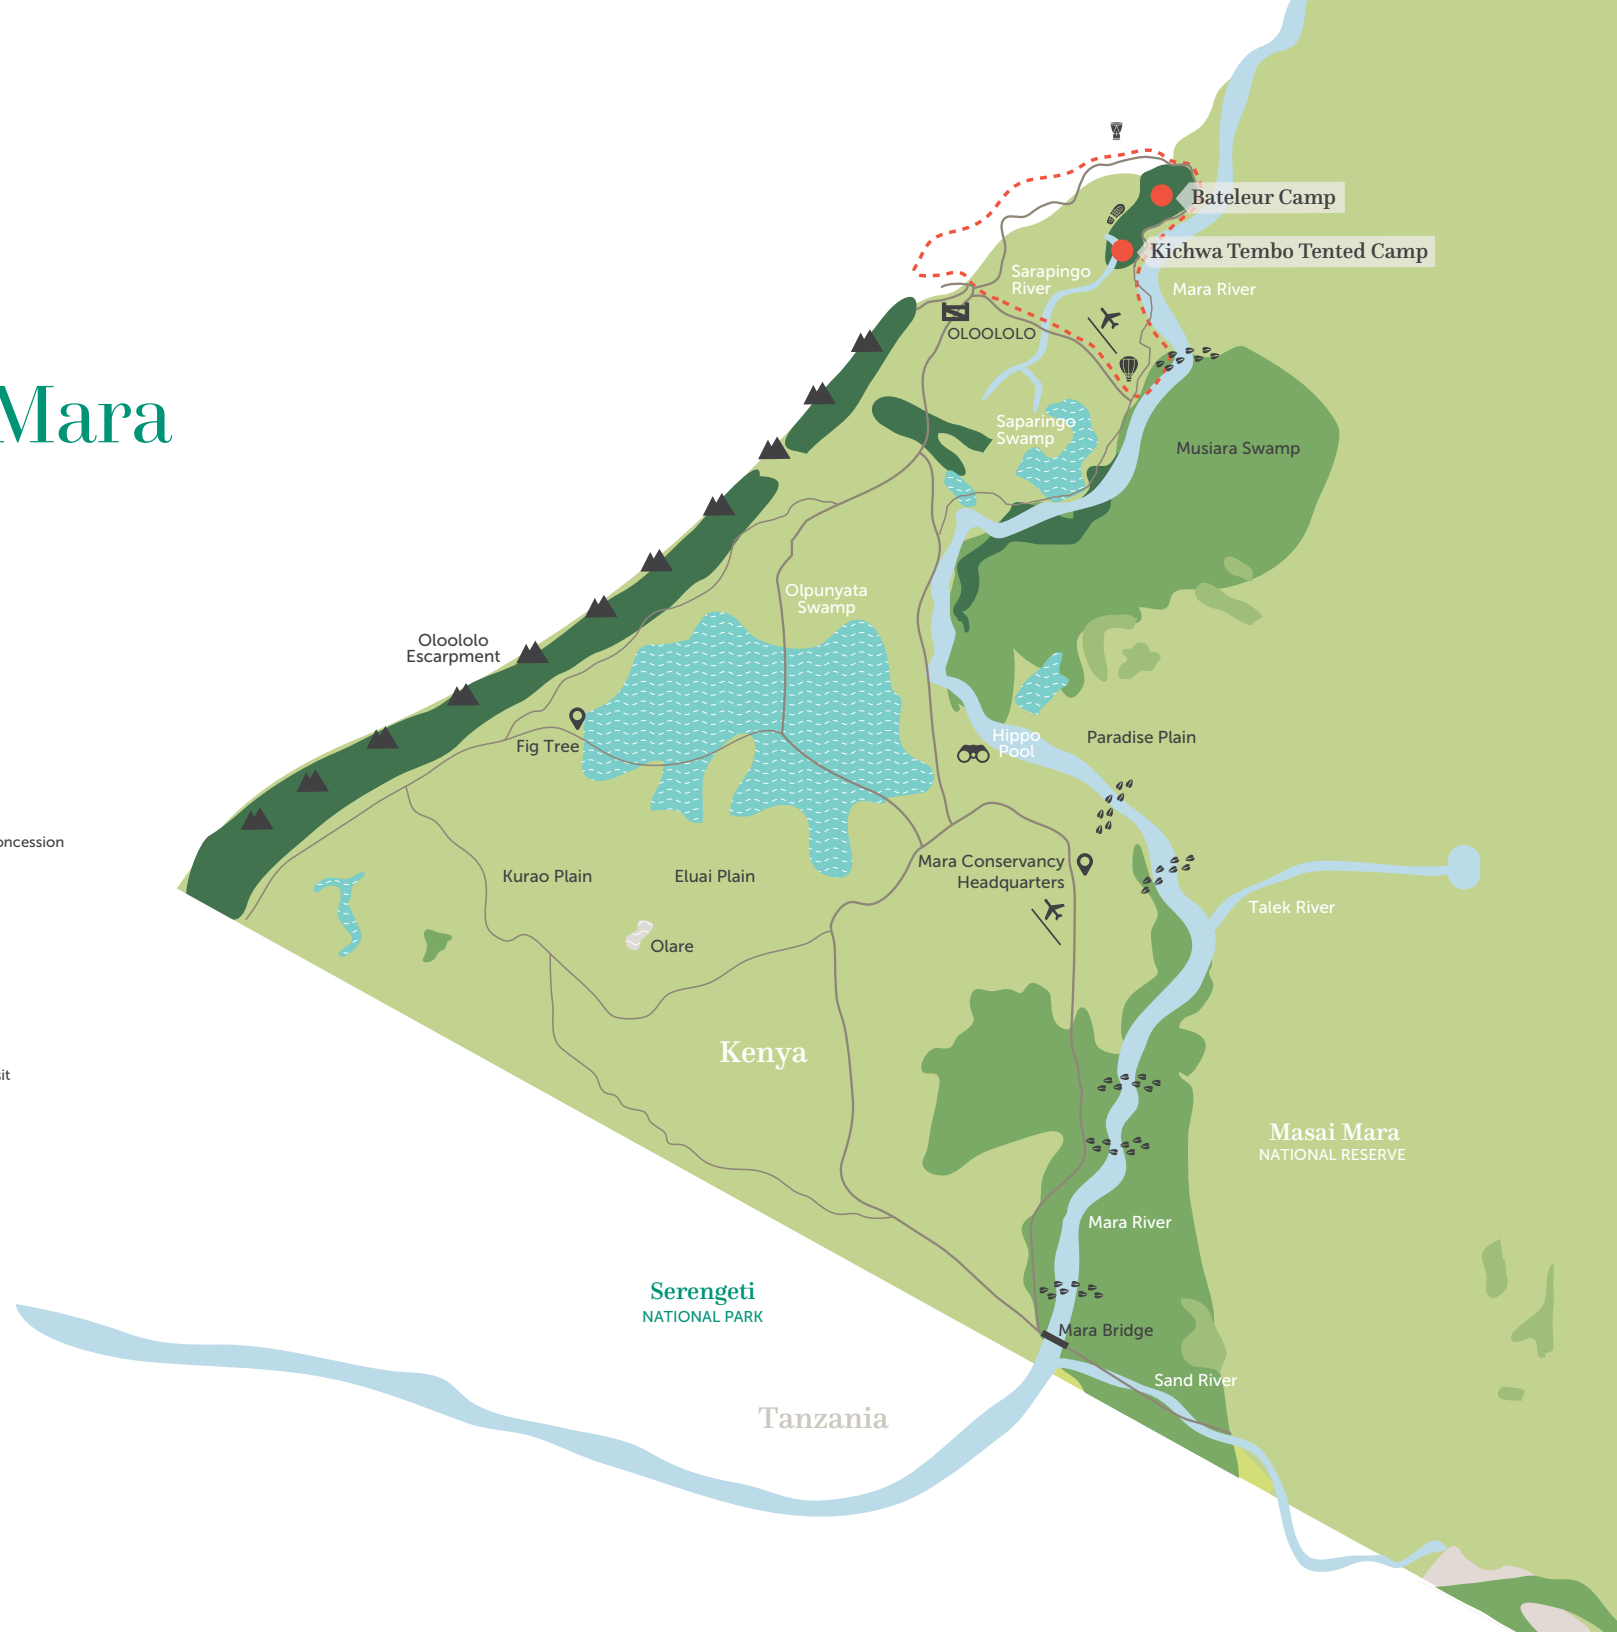 Bateleur Camp
Kichwa Tembo Tented Camp
Sarapingo
River
Mara River
OLOOLOLO
Mara
Saparingo
Swamp
Musiara Swamp
Olpunyata
Swamp
Oloololo
Escarpment
Fig Tree
Hippo
Pool
Paradise Plain
oncession
Mara Conservancy
Headquarters
Kurao Plain
Eluai Plain
Talek River
Olare
Kenya
sit
Masai Mara
NATIONAL RESERVE
Mara River
Serengeti
NATIONAL PARK
Mara Bridge
Sand River
Tanzania